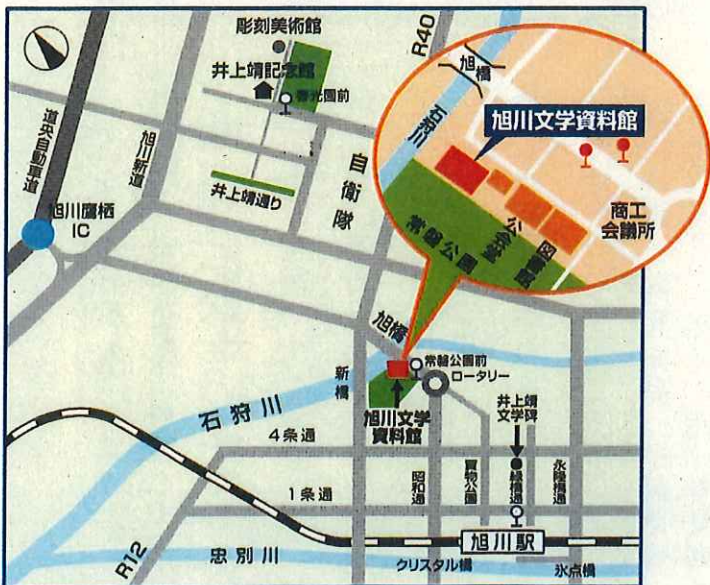 彫刻美術館
井上靖記念館
春光園前
R40
道央自動車道
旭川新道
井上靖通り
自衛隊
旭川鷹栖
IC
旭橋
石狩川
旭川文学資料館
商工
会議所
常磐公園
公会堂
図書館
旭橋
新橋
常磐公園前
ロータリー
旭川文学
資料館
石狩川
井上靖
文学碑
4条通
1条通
昭和通
買物公園
緑橋通
永隆橋通
R12
旭川駅
忠別川
クリスタル橋
氷点橋